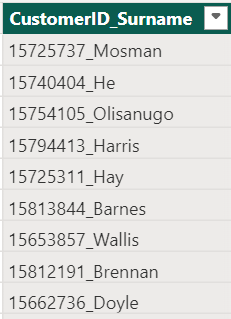 CustomerID_Surname
15725737_Mosman
15740404_He
15754105_Olisanugo
15794413_Harris
15725311_Hay
15813844_Barnes
15653857_Wallis
15812191_Brennan
15662736_Doyle